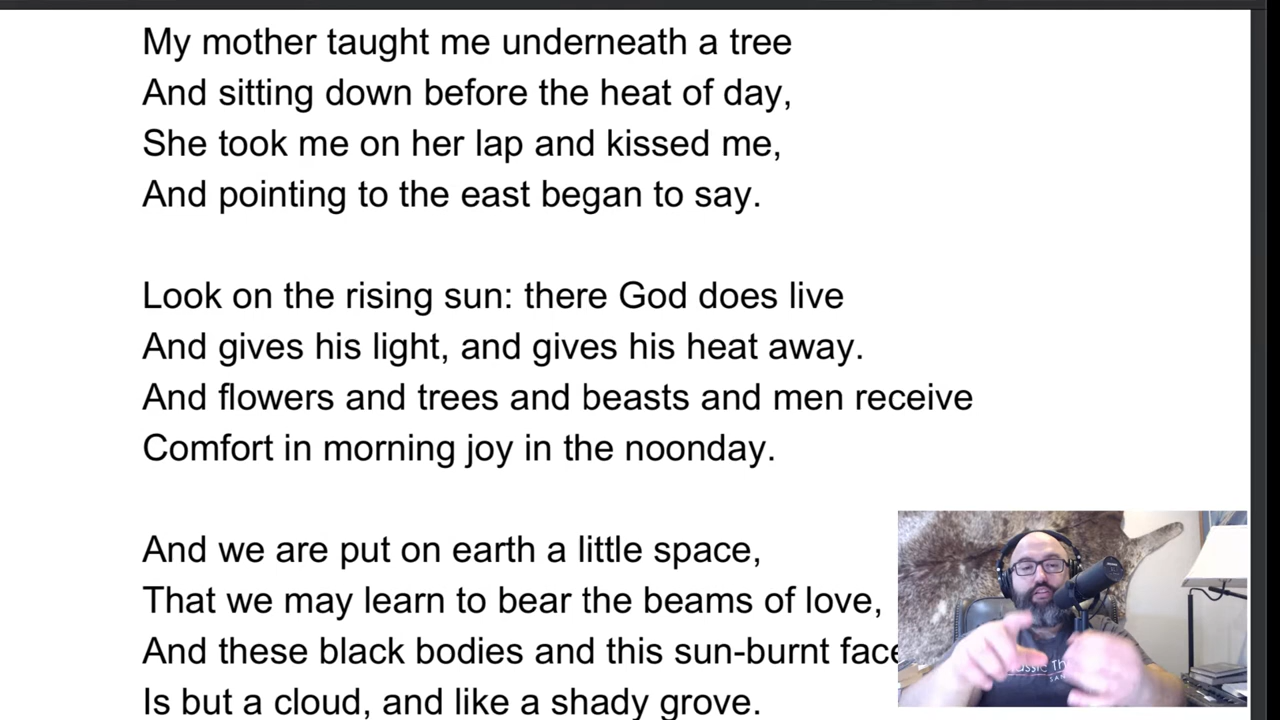 My mother taught me underneath a tree
And sitting down before the heat of day,
She took me on her lap and kissed me,
And pointing to the east began to say.
Look on the rising sun: there God does live
And gives his light, and gives his heat away.
And flowers and trees and beasts and men receive
Comfort in morning joy in the noonday.
And we are put on earth a little space,
That we may learn to bear the beams of love,
And these black bodies and this sun-burnt face
Is but a cloud, and like a shady grove.